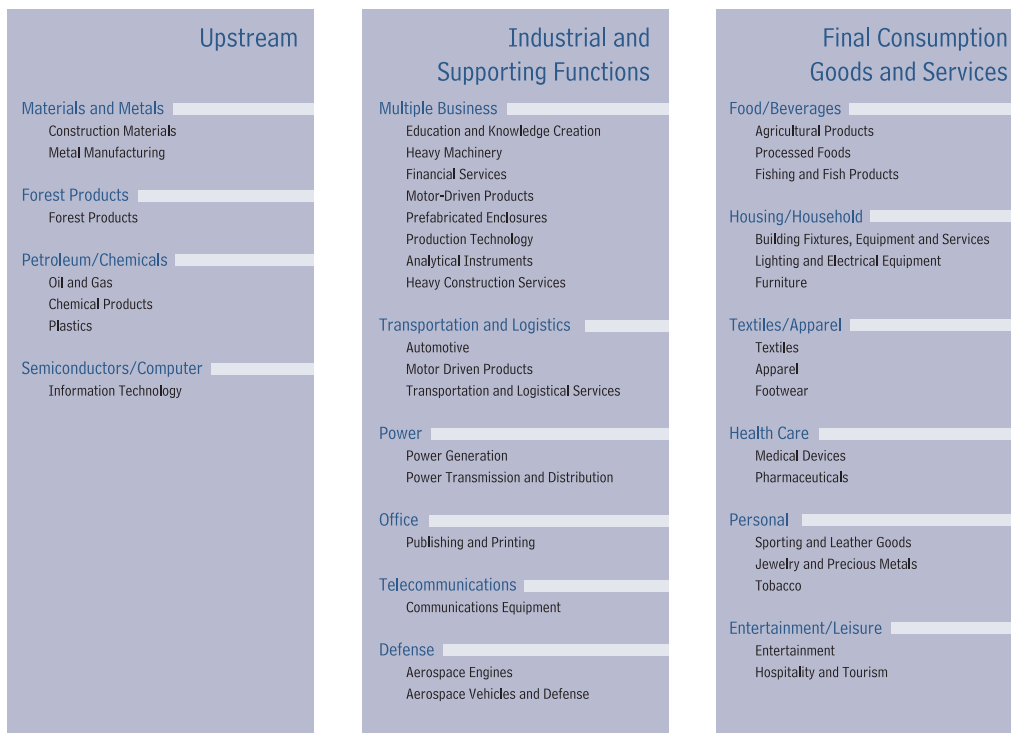 Upstream
Materials and Metals
Construction Materials
Metal Manufacturing
Forest Products
Forest Products
Petroleum/Chemicals
Oil and Gas
Chemical Products
Plastics
Semiconductors/Computer
Information Technology
Industrial and
Supporting Functions
Multiple Business
Education and Knowledge Creation
Heavy Machinery
Financial Services
Motor-Driven Products
Prefabricated Enclosures
Production Technology
Analytical Instruments
Heavy Construction Services
Transportation and Logistics
Automotive
Motor Driven Products
Transportation and Logistical Services
Power
Power Generation
Power Transmission and Distribution
Office
Publishing and Printing
Telecommunications
Communications Equipment
Defense
Aerospace Engines
Aerospace Vehicles and Defense
Final Consumption
Goods and Services
Food/Beverages
Agricultural Products
Processed Foods
Fishing and Fish Products
Housing/Household
Building Fixtures, Equipment and Services
Lighting and Electrical Equipment
Furniture
Textiles/Apparel
Textiles
Apparel
Footwear
Health Care
Medical Devices
Pharmaceuticals
Personal
Sporting and Leather Goods
Jewelry and Precious Metals
Tobacco
Entertainment/Leisure
Entertainment
Hospitality and Tourism